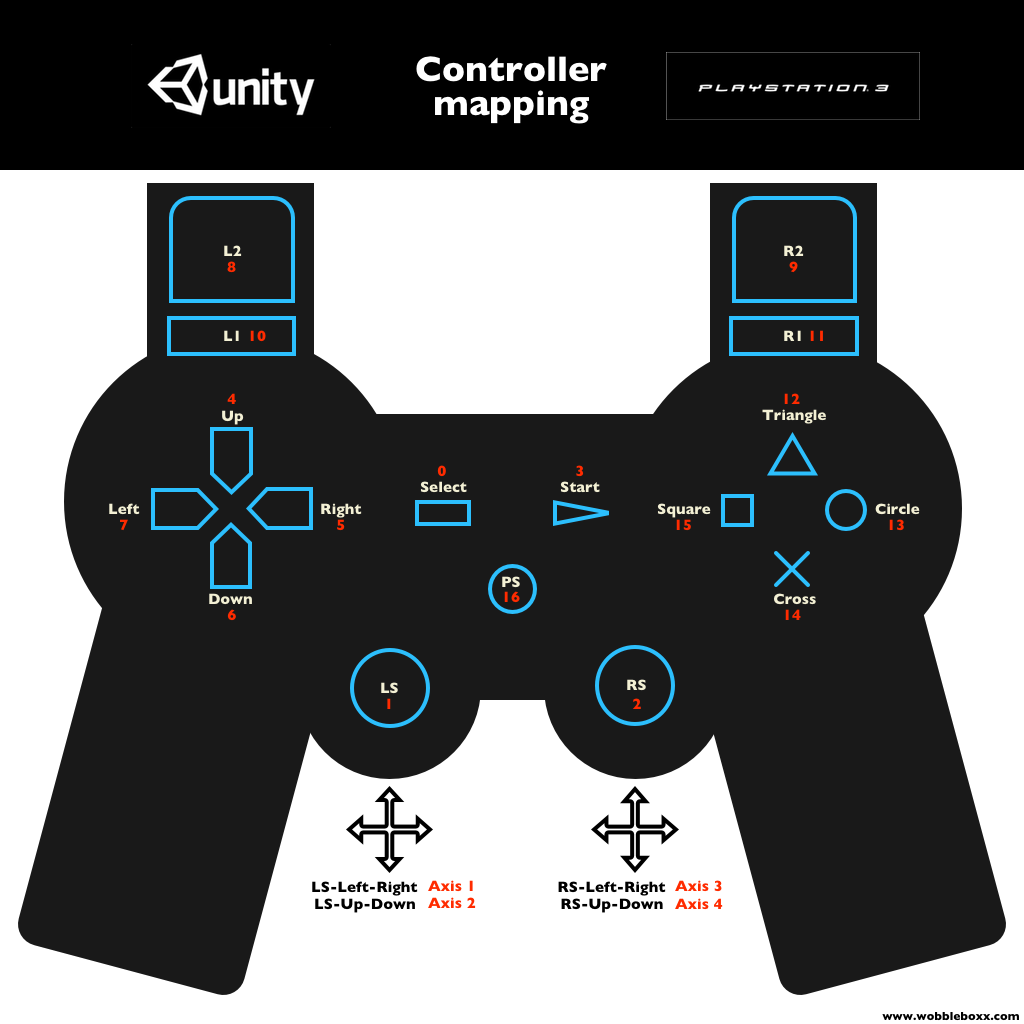 unity
Controller
mapping
PLAYSTATION 3
L2
8
R2
9
L1 10
R1 11
4
Up
12
Triangle
0
Select
3
Start
Left
7
Right
5
Square
15
Circle
13
PS
16
Down
6
Cross
14
LS
1
RS
2
LS-Left-Right Axis 1
LS-Up-Down Axis 2
RS-Left-Right Axis 3
RS-Up-Down Axis 4
www.wobbleboxx.com